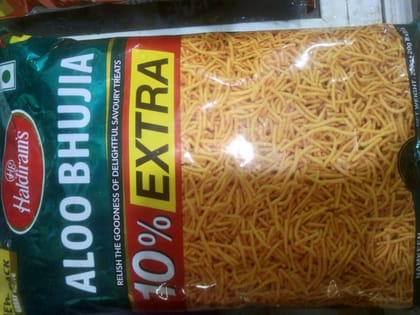 Haldiram's
ALOO BHUJIA
RELISH THE GOODNESS OF DELIGHTFUL SAVOURY TREATS
10% EXTRA